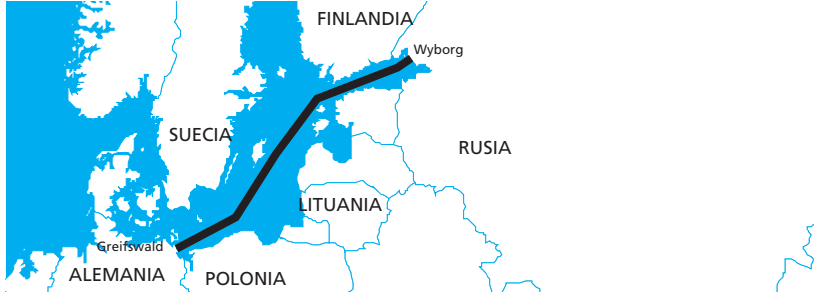 FINLANDIA
Wyborg
SUECIA
RUSIA
LITUANIA
Greifswald
ALEMANIA
POLONIA